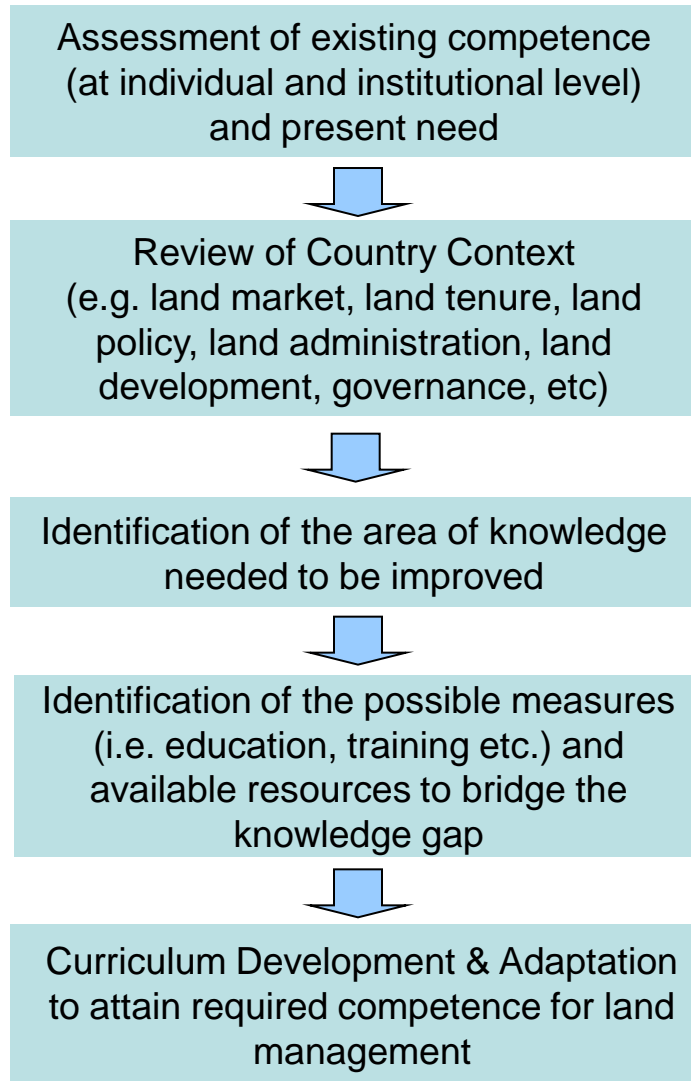 Assessment of existing competence
(at individual and institutional level)
and present need
Review of Country Context
(e.g. land market, land tenure, land
policy, land administration, land
development, governance, etc)
Identification of the area of knowledge
needed to be improved
Identification of the possible measures
(i.e. education, training etc.) and
available resources to bridge the
knowledge gap
Curriculum Development & Adaptation
to attain required competence for land
management